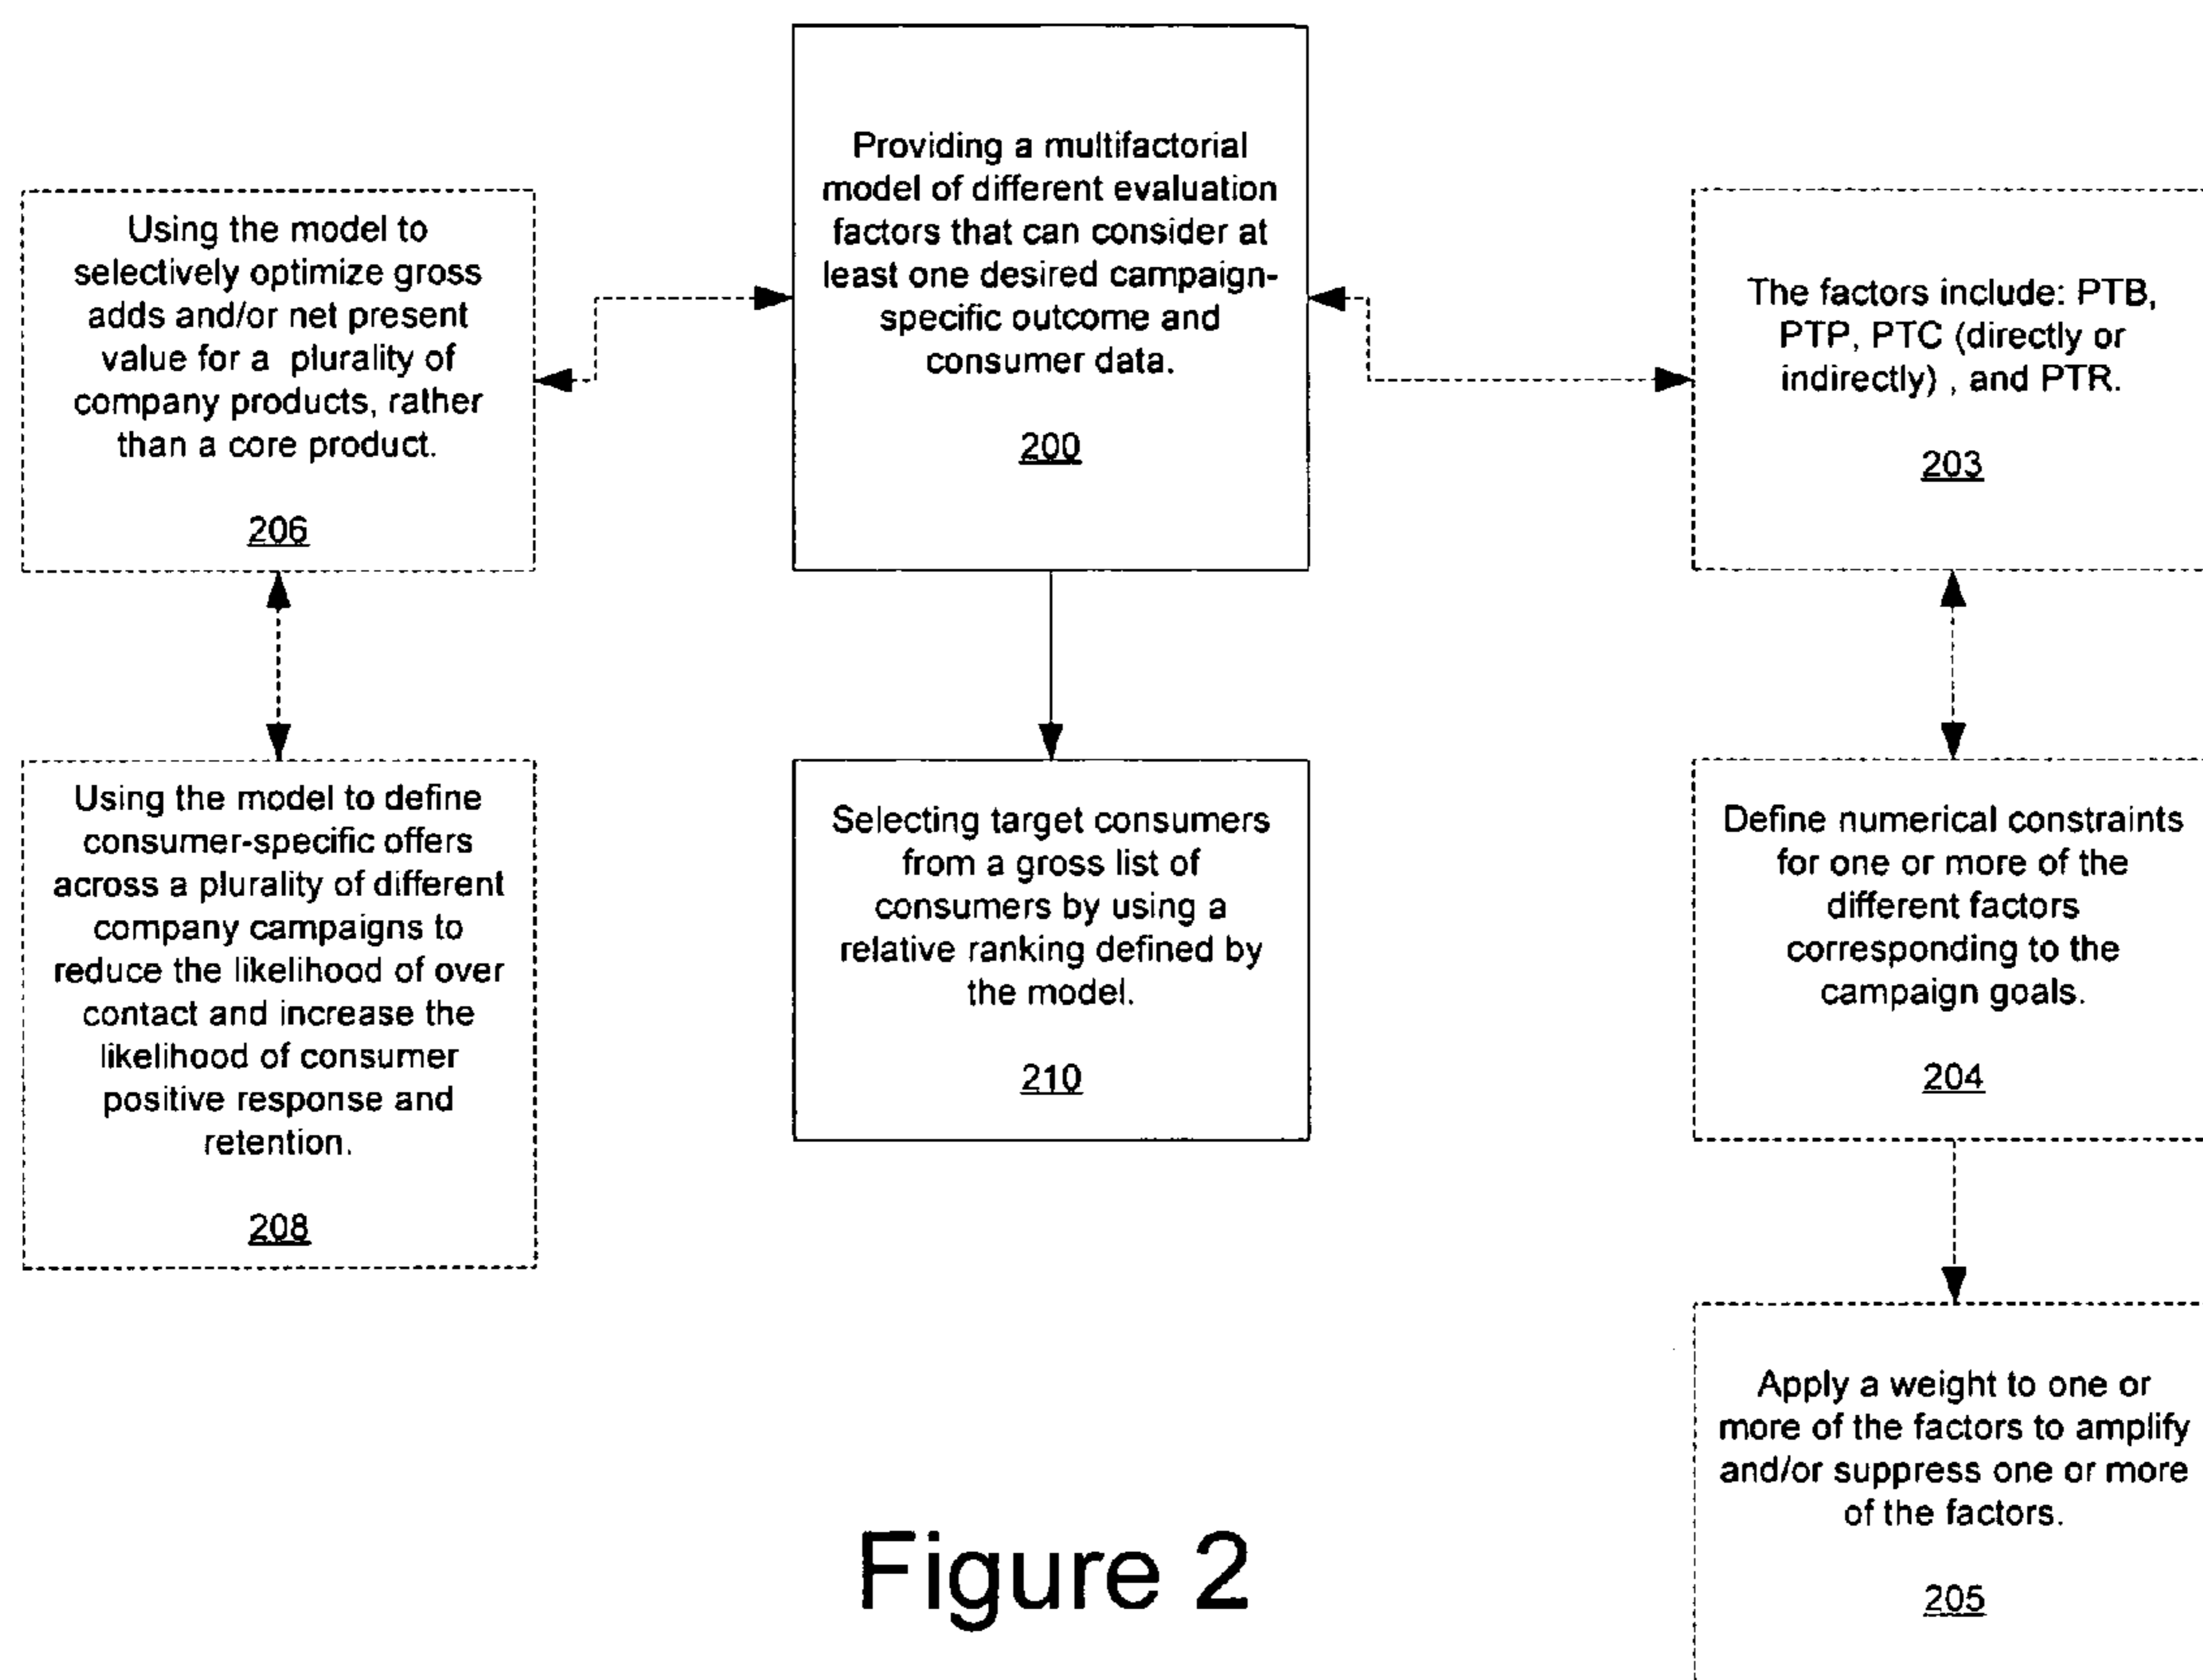 Providing a multifactorial
model of different evaluation
factors that can consider at
least one desired campaign-
specific outcome and
consumer data.
200
Using the model to
selectively optimize gross
adds and/or net present
value for a plurality of
company products, rather
than a core product.
206
The factors include: PTB,
PTP, PTC (directly or
indirectly) , and PTR.
203
Using the model to define
consumer-specific offers
across a plurality of different
company campaigns to
reduce the likelihood of over
contact and increase the
likelihood of consumer
positive response and
retention.
208
Selecting target consumers
from a gross list of
consumers by using a
relative ranking defined by
the model.
210
Define numerical constraints
for one or more of the
different factors
corresponding to the
campaign goals.
204
Apply a weight to one or
more of the factors to amplify
and/or suppress one or more
of the factors.
205
Figure 2